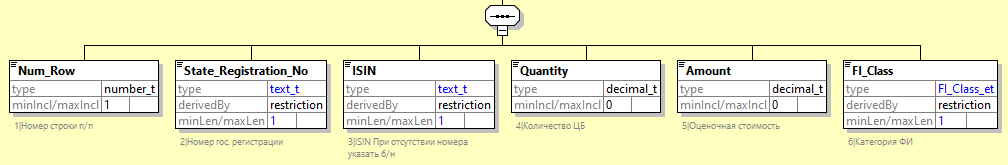 Num_Row
type number_t
minIncl/maxIncl 1
1|Номер строки п/п
State_Registration_No
type text_t
derivedBy restriction
minLen/maxLen 1
2|Номер гос. регистрации
ISIN
type text_t
derivedBy restriction
minLen/maxLen 1
3|ISIN При отсутствии номера
указать б/н
Quantity
type decimal_t
minIncl/maxIncl 0
4|Количество ЦБ
Amount
type decimal_t
minIncl/maxIncl 0
5|Оценочная стоимость
FI_Class
type FI_Class_et
derivedBy restriction
minLen/maxLen 1
6|Категория ФИ